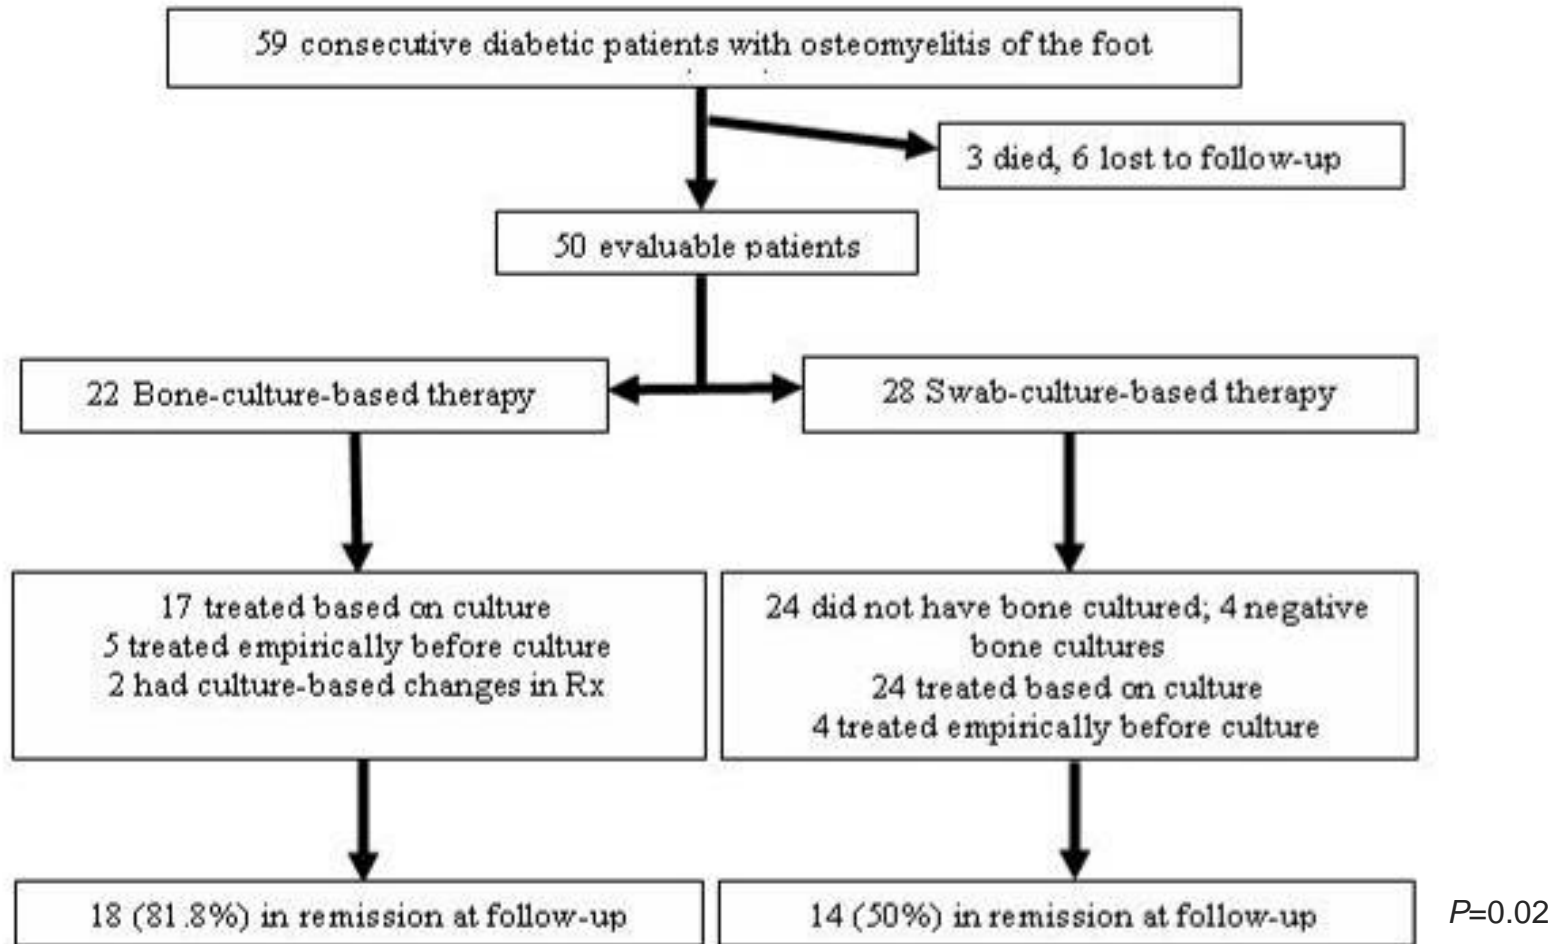 59 consecutive diabetic patients with osteomyelitis of the foot
3 died, 6 lost to follow-up
50 evaluable patients
22 Bone-culture-based therapy
28 Swab-culture-based therapy
17 treated based on culture
5 treated empirically before culture
2 had culture-based changes in Rx
24 did not have bone cultured; 4 negative
bone cultures
24 treated based on culture
4 treated empirically before culture
18 (81.8%) in remission at follow-up
14 (50%) in remission at follow-up
P=0.02